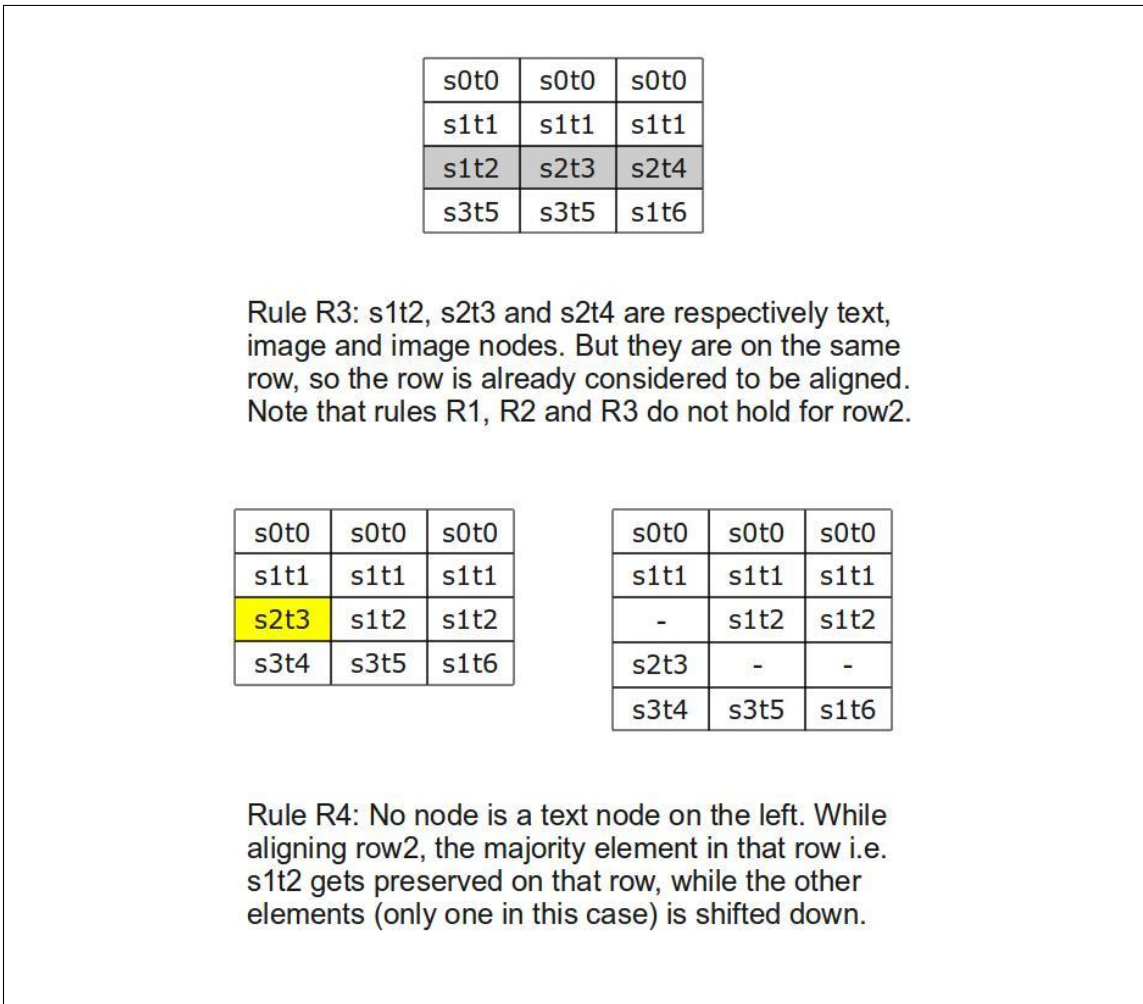 s0t0 s0t0 s0t0
s1t1 s1t1 s1t1
s1t2 s2t3 s2t4
s3t5 s3t5 s1t6
Rule R3: s1t2, s2t3 and s2t4 are respectively text,
image and image nodes. But they are on the same
row, so the row is already considered to be aligned.
Note that rules R1, R2 and R3 do not hold for row2.
s0t0 s0t0 s0t0
s1t1 s1t1 s1t1
s2t3 s1t2 s1t2
s3t4 s3t5 s1t6
s0t0 s0t0 s0t0
s1t1 s1t1 s1t1
- s1t2 s1t2
s2t3 - -
s3t4 s3t5 s1t6
Rule R4: No node is a text node on the left. While
aligning row2, the majority element in that row i.e.
s1t2 gets preserved on that row, while the other
elements (only one in this case) is shifted down.